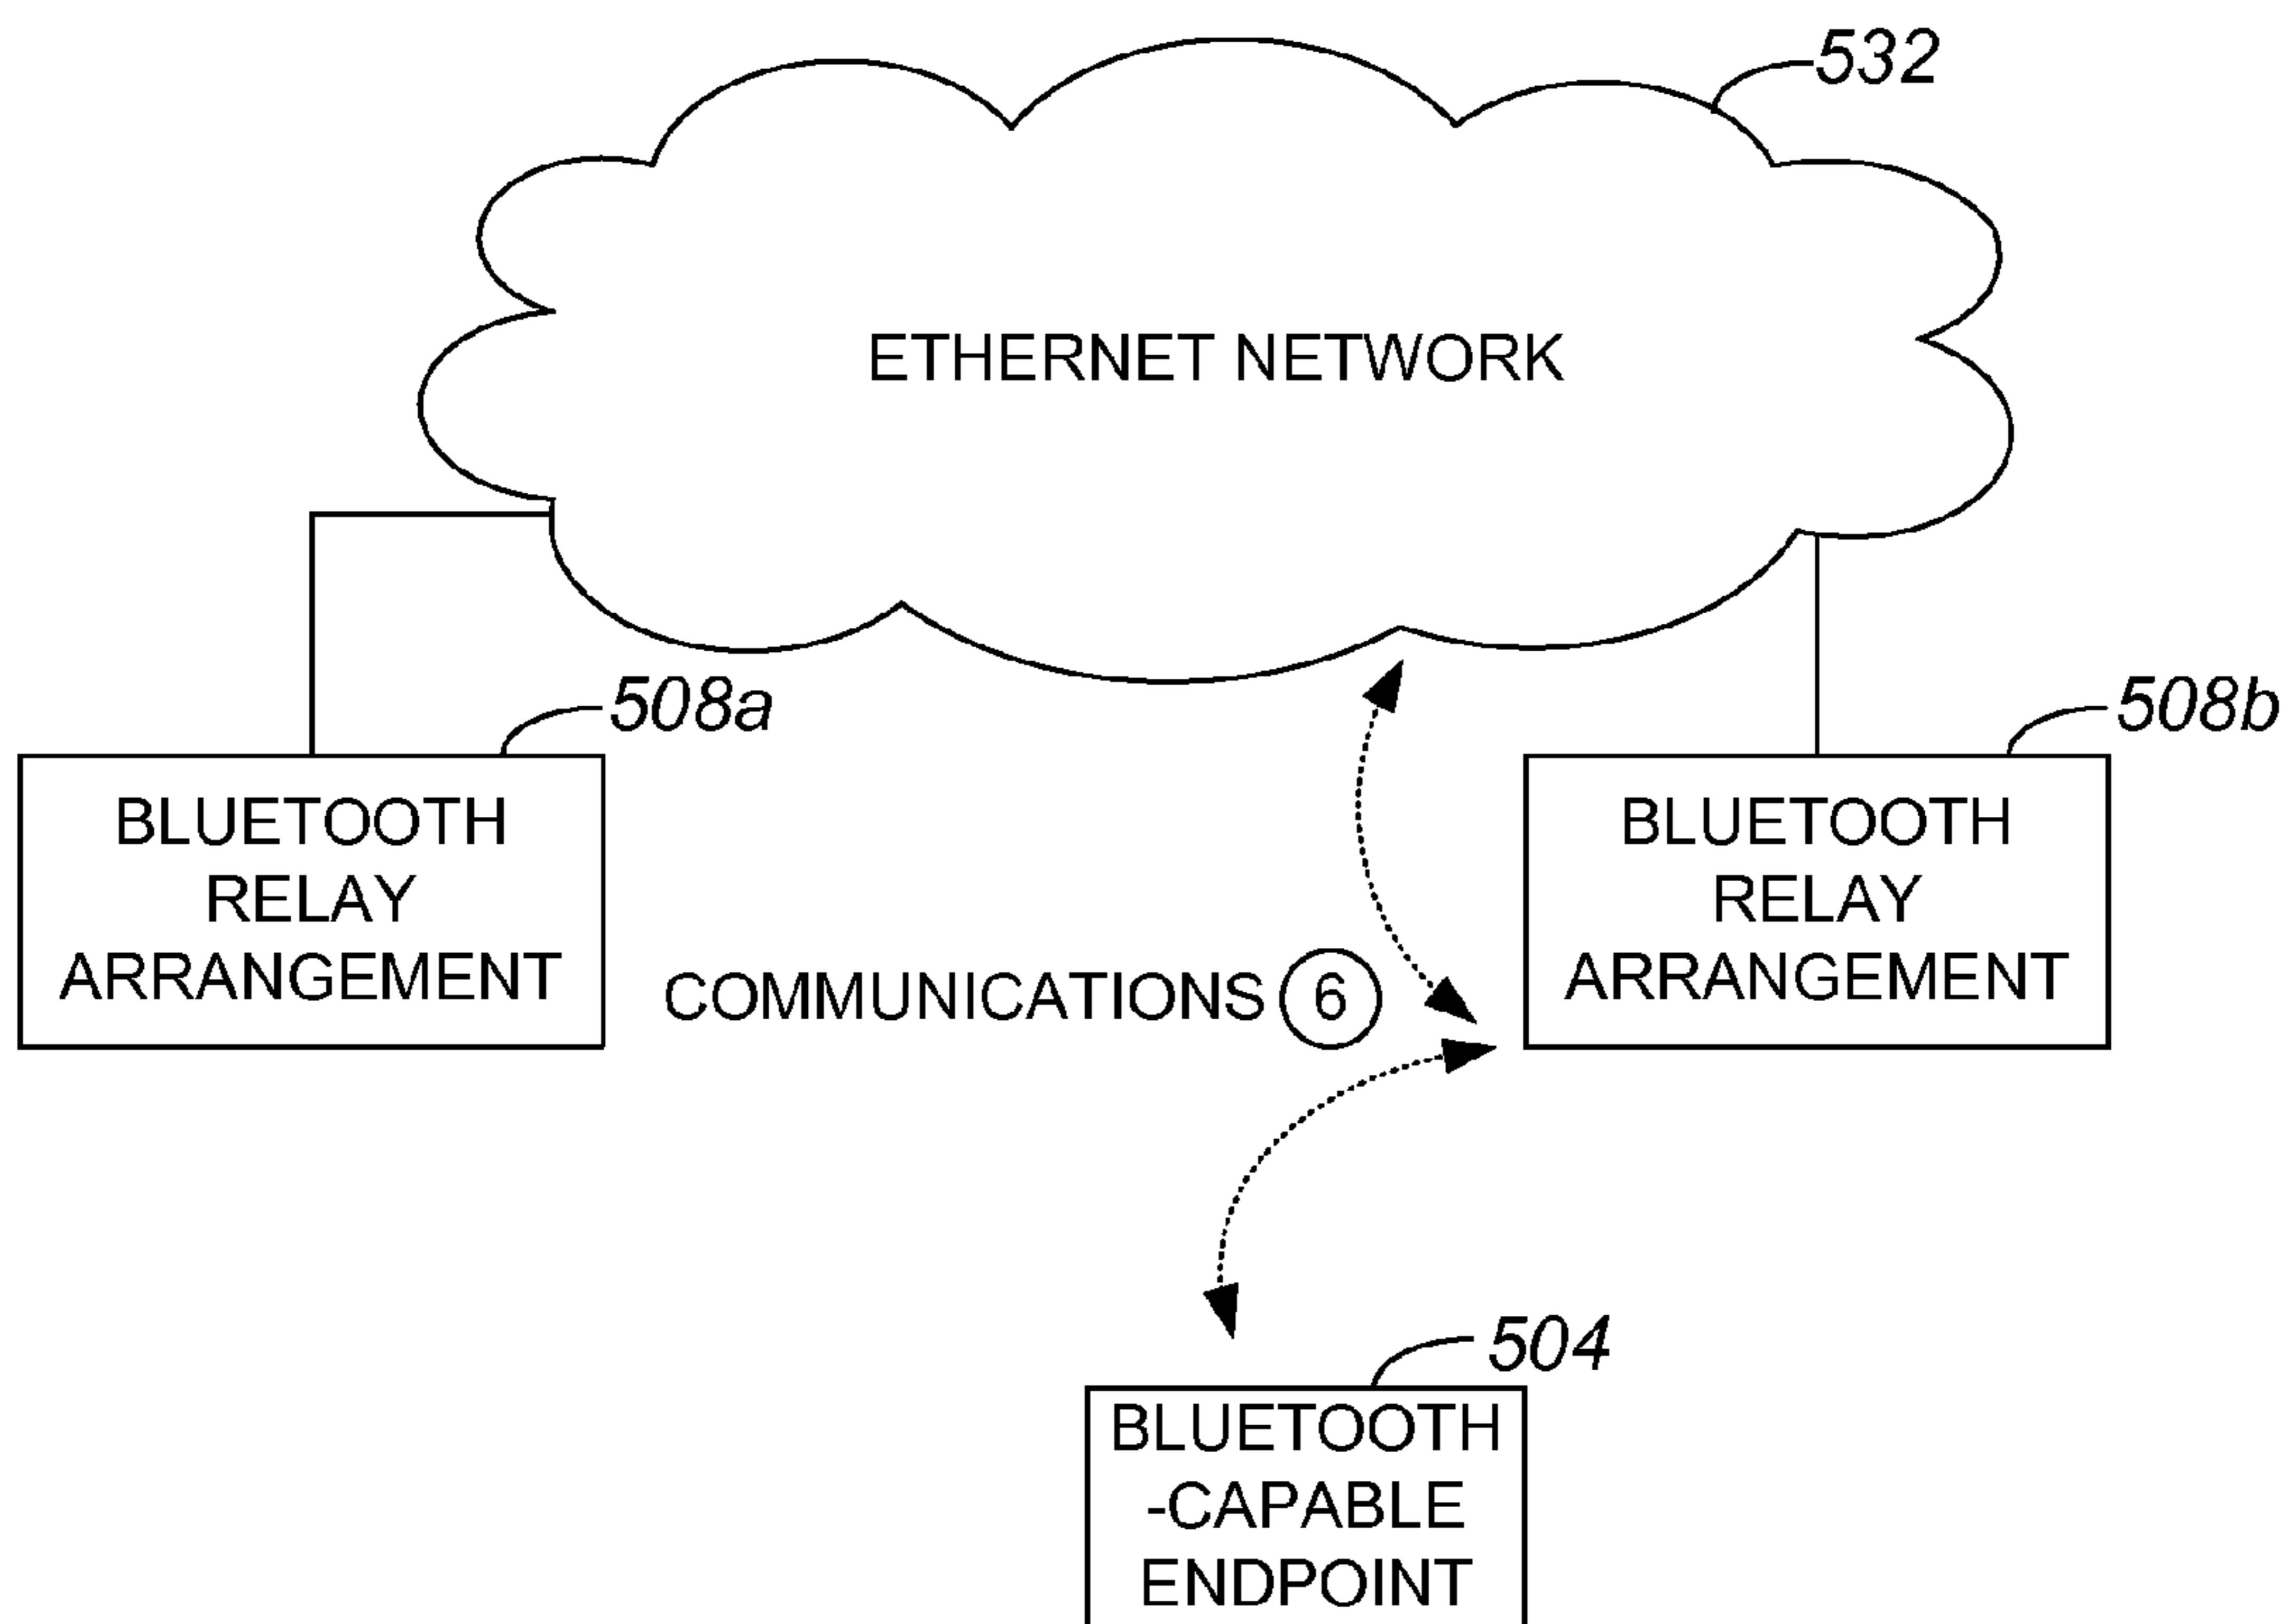 532
ETHERNET NETWORK
508a
508b
BLUETOOTH
RELAY
ARRANGEMENT
BLUETOOTH
RELAY
ARRANGEMENT
COMMUNICATIONS 6
504
BLUETOOTH
-CAPABLE
ENDPOINT